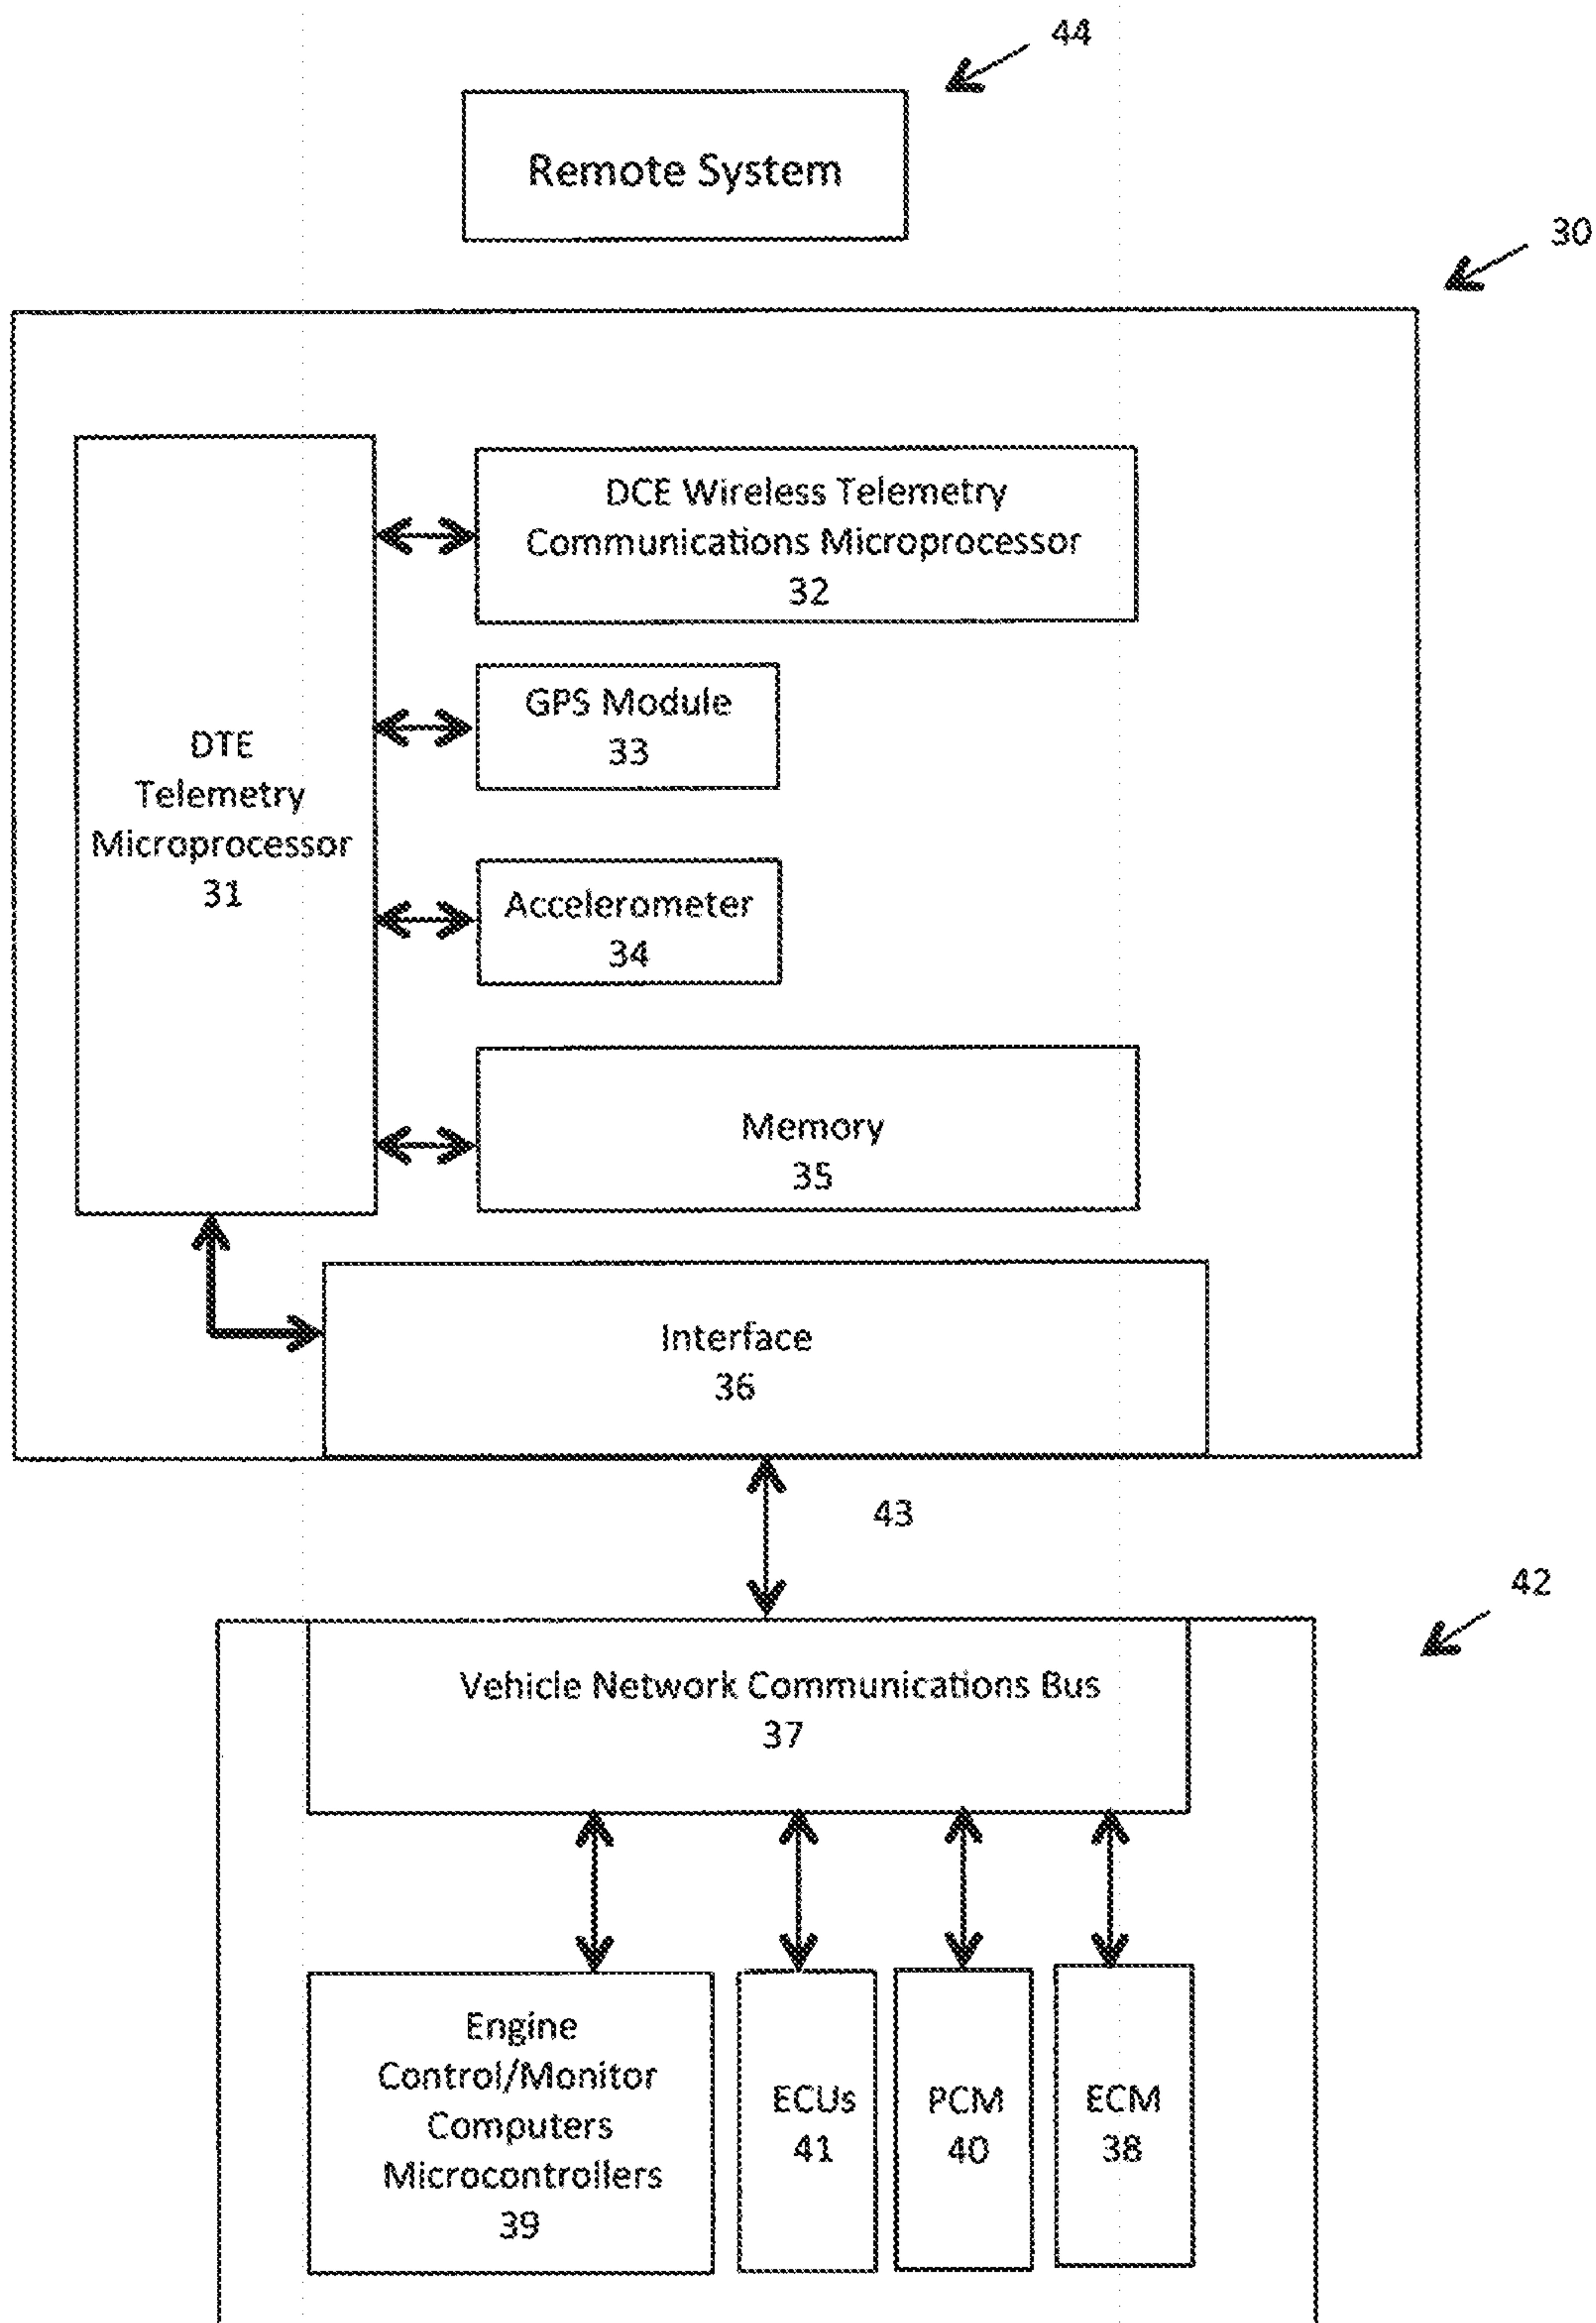 44
Remote System
30
DCE Wireless Telemetry
Communications Microprocessor
32
GPS Module
33
DTE
Telemetry
Microprocessor
31
Accelerometer
34
Memory
35
Interface
36
43
42
Vehicle Network Communications Bus
37
Engine
Control/Monitor
Computers
Microcontrollers
39
ECUs
41
PCM
40
ECM
38